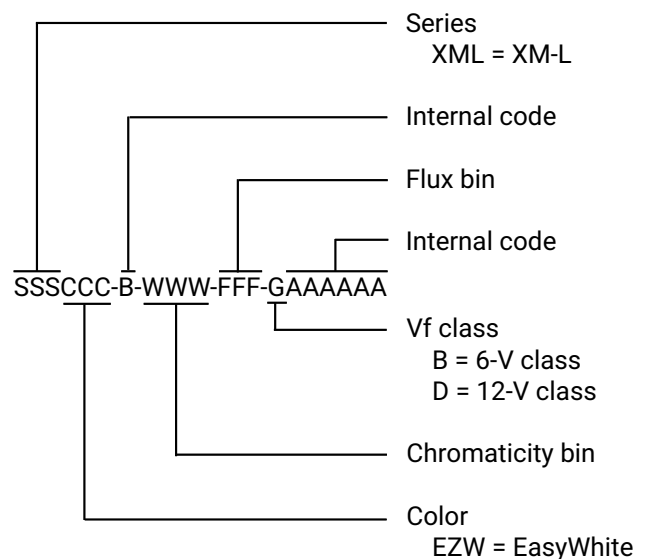 Series
XML = XM-L
Internal code
Flux bin
Internal code
SSSCCC-B-WWW-FFF-GAAAAAA
Vf class
B = 6-V class
D = 12-V class
Chromaticity bin
Color
EZW = EasyWhite